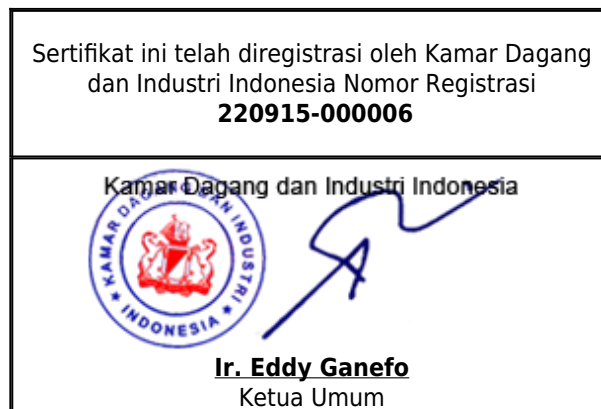 Sertifikat ini telah diregistrasi oleh Kamar Dagang
dan Industri Indonesia Nomor Registrasi
220915-000006
Kamar Dagang dan Industri Indonesia
KAMAR DAGANG DAN INDUSTRI
INDONESIA
Ir. Eddy Ganefo
Ketua Umum